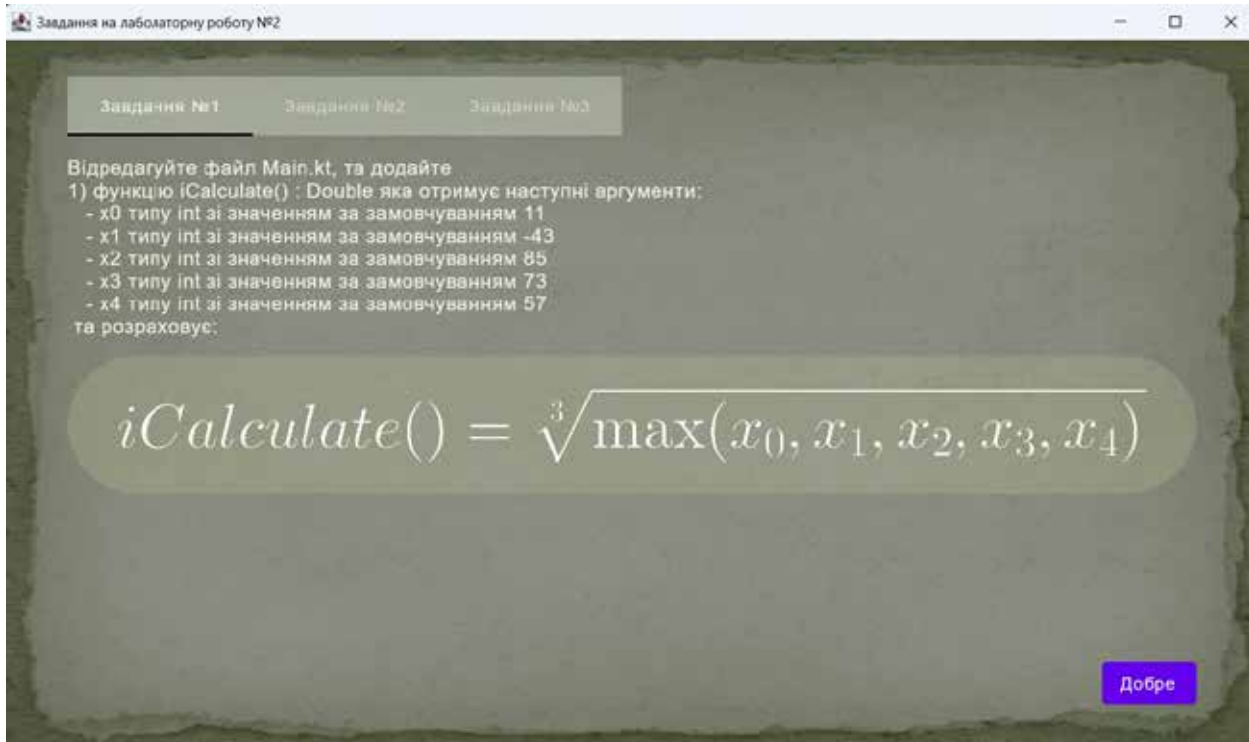 Завдання на лаболаторну роботу №2
Завдання №1 Завдання №2 Завдання №3
Відредагуйте файл Main.kt, та додайте
1) функцію iCalculate() : Double яка отримує наступні аргументи:
- x0 типу int зі значенням за замовчуванням 11
- x1 типу int зі значенням за замовчуванням -43
- x2 типу int зі значенням за замовчуванням 85
- x3 типу int зі значенням за замовчуванням 73
- x4 типу int зі значенням за замовчуванням 57
та розраховує:
iCalculate() = ∛max(x₀, x₁, x₂, x₃, x₄)
Добре